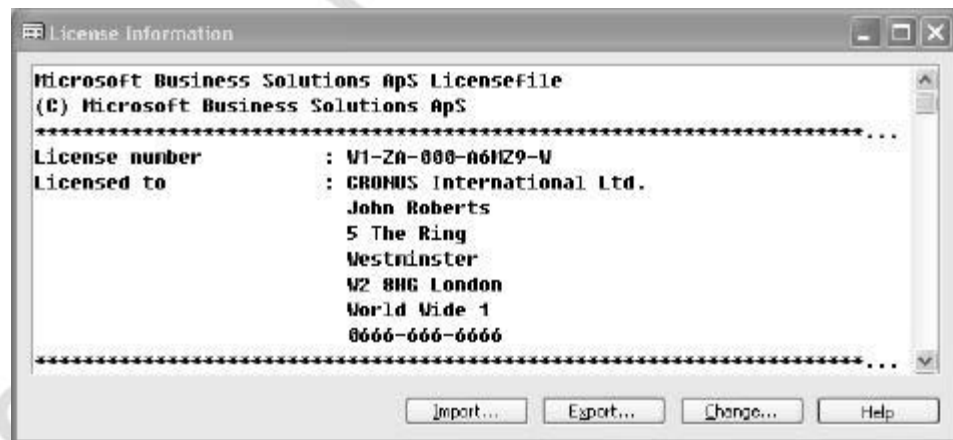 License Information
Microsoft Business Solutions ApS Licensefile
(C) Microsoft Business Solutions ApS
*******************************************************************...
License number : W1-ZA-000-A6MZ9-W
Licensed to : CRONUS International Ltd.
John Roberts
5 The Ring
Westminster
W2 8HG London
World Wide 1
0666-666-6666
*******************************************************************...
Import... Export... Change... Help